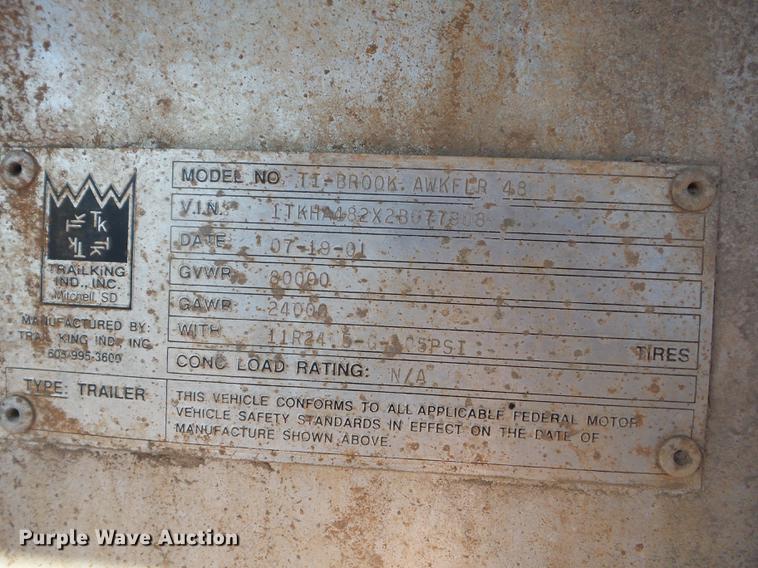 MODEL NO. TI-BROOK AWKFLR 48
V.I.N.
DATE: 07-19-01
GVWR: 80000
GAWR: 24000
WITH TIRES
CONC LOAD RATING: N/A
TK
TRAILKING
IND., INC.
Mitchell, SD
MANUFACTURED BY:
TRAIL KING IND., INC.
605-995-3600
TYPE: TRAILER
THIS VEHICLE CONFORMS TO ALL APPLICABLE FEDERAL MOTOR
VEHICLE SAFETY STANDARDS IN EFFECT ON THE DATE OF
MANUFACTURE SHOWN ABOVE.
Purple Wave Auction